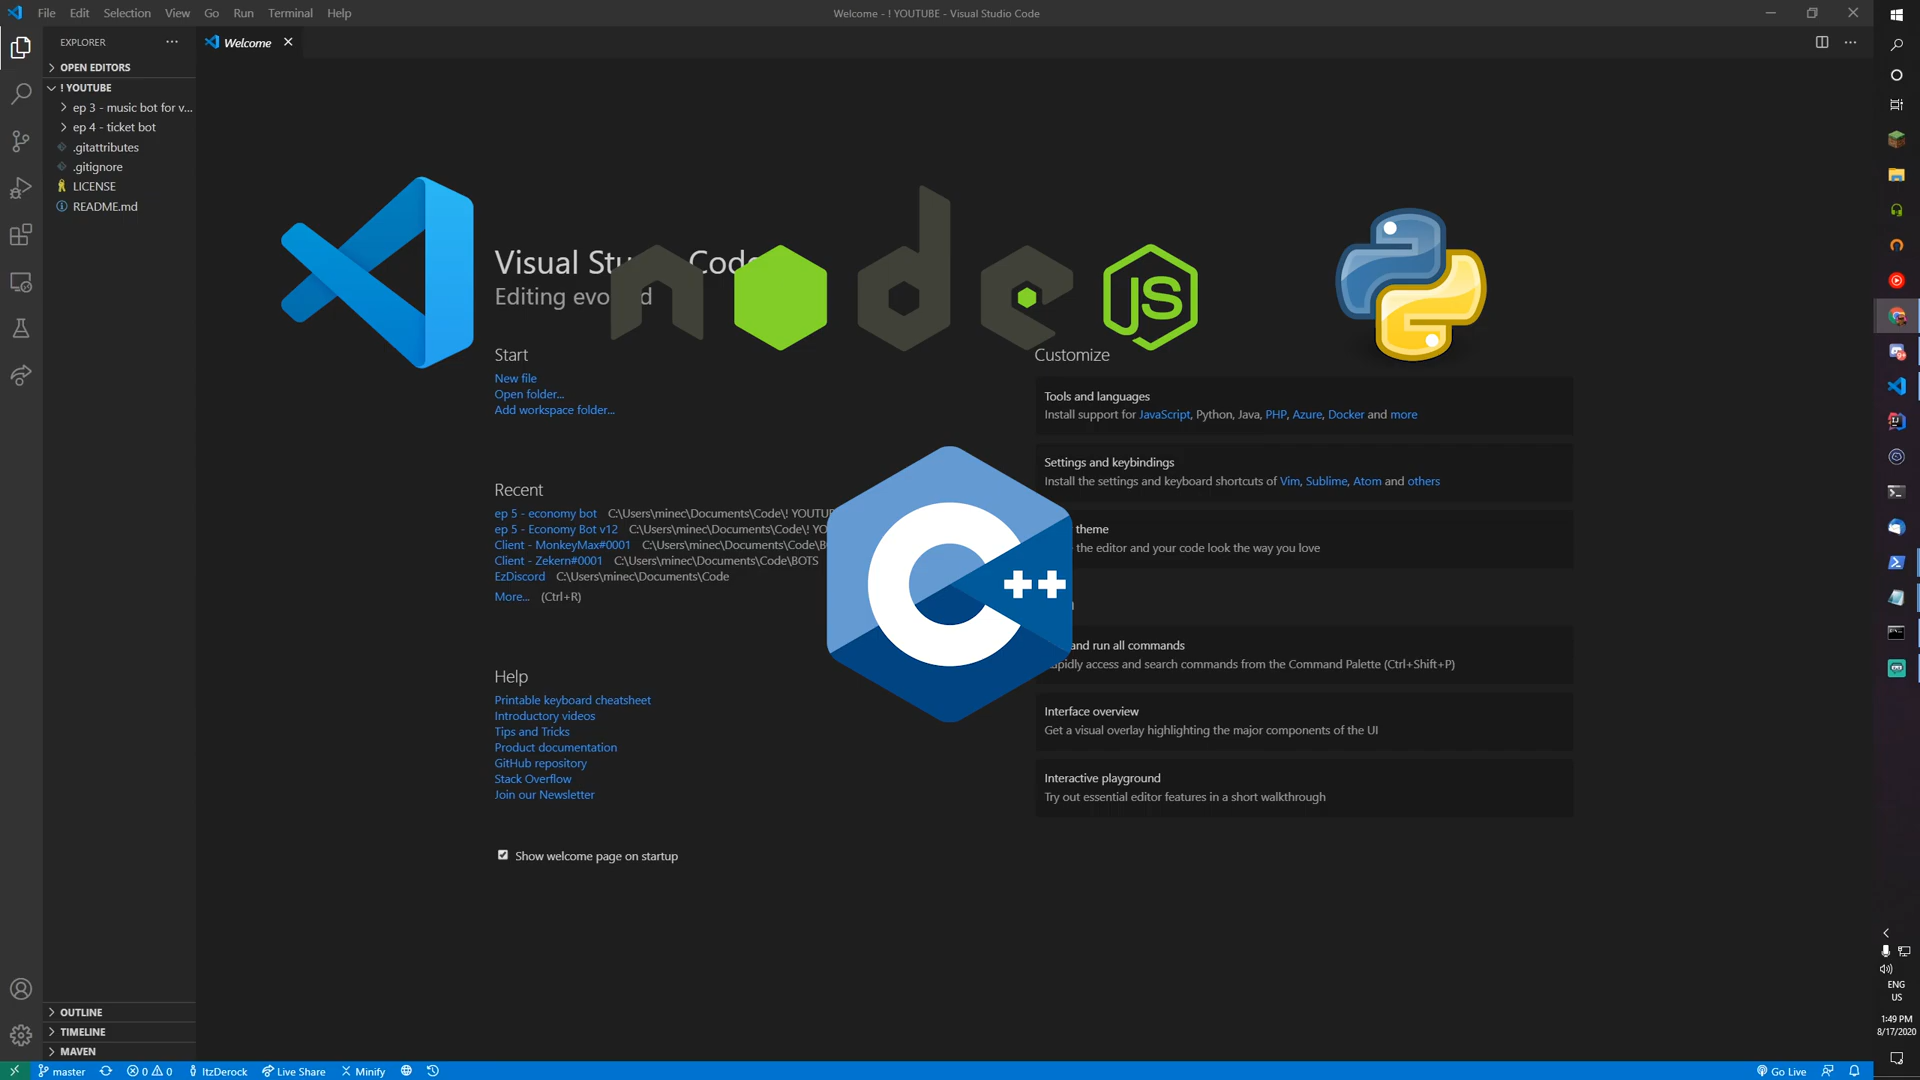 File Edit Selection View Go Run Terminal Help
Welcome - ! YOUTUBE - Visual Studio Code
EXPLORER
OPEN EDITORS
! YOUTUBE
ep 3 - music bot for v...
ep 4 - ticket bot
.gitattributes
.gitignore
LICENSE
README.md
OUTLINE
TIMELINE
MAVEN
Welcome
Visual Stu Code
Editing evo d
node
JS
Start
New file
Open folder...
Add workspace folder...
Recent
ep 5 - economy bot C:\Users\minec\Documents\Code\! YOUTU
ep 5 - Economy Bot v12 C:\Users\minec\Documents\Code\! YO
Client - MonkeyMax#0001 C:\Users\minec\Documents\Code\B
Client - Zekern#0001 C:\Users\minec\Documents\Code\BOTS
EzDiscord C:\Users\minec\Documents\Code
More... (Ctrl+R)
Help
Printable keyboard cheatsheet
Introductory videos
Tips and Tricks
Product documentation
GitHub repository
Stack Overflow
Join our Newsletter
Show welcome page on startup
C++
Customize
Tools and languages
Install support for JavaScript, Python, Java, PHP, Azure, Docker and more
Settings and keybindings
Install the settings and keyboard shortcuts of Vim, Sublime, Atom and others
theme
the editor and your code look the way you love
and run all commands
apidly access and search commands from the Command Palette (Ctrl+Shift+P)
Interface overview
Get a visual overlay highlighting the major components of the UI
Interactive playground
Try out essential editor features in a short walkthrough
ENG
US
1:49 PM
8/17/2020
master 0 0 ItzDerock Live Share Minify
Go Live